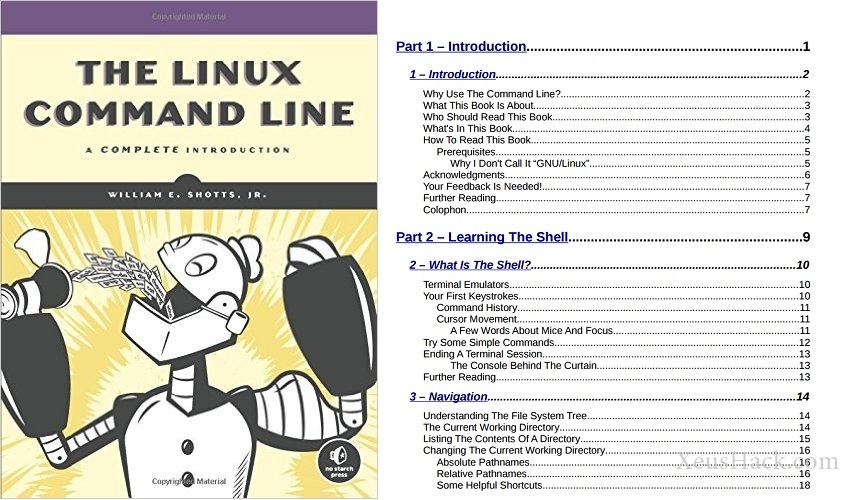 Copyrighted Material
THE LINUX
COMMAND LINE
A COMPLETE INTRODUCTION
WILLIAM E. SHOTTS, JR.
no starch
press
Copyrighted Material
Part 1 – Introduction....1
1 – Introduction....2
Why Use The Command Line?....2
What This Book Is About....3
Who Should Read This Book....3
What's In This Book....4
How To Read This Book....5
Prerequisites....5
Why I Don't Call It “GNU/Linux”....5
Acknowledgments....6
Your Feedback Is Needed!....7
Further Reading....7
Colophon....7
Part 2 – Learning The Shell....9
2 – What Is The Shell?....10
Terminal Emulators....10
Your First Keystrokes....10
Command History....11
Cursor Movement....11
A Few Words About Mice And Focus....11
Try Some Simple Commands....12
Ending A Terminal Session....13
The Console Behind The Curtain....13
Further Reading....13
3 – Navigation....14
Understanding The File System Tree....14
The Current Working Directory....14
Listing The Contents Of A Directory....15
Changing The Current Working Directory....16
Absolute Pathnames....16
Relative Pathnames....16
Some Helpful Shortcuts....18
XeusHack.com